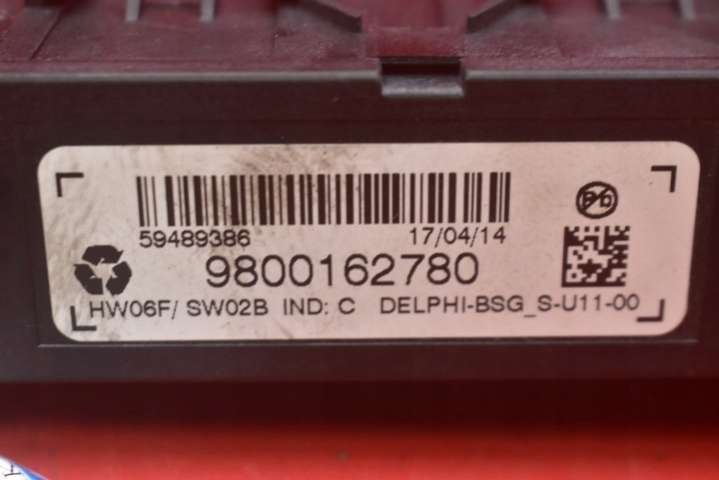 59489386 17/04/14
9800162780
HW06F/ SW02B IND: C DELPHI-BSG_S-U11-00